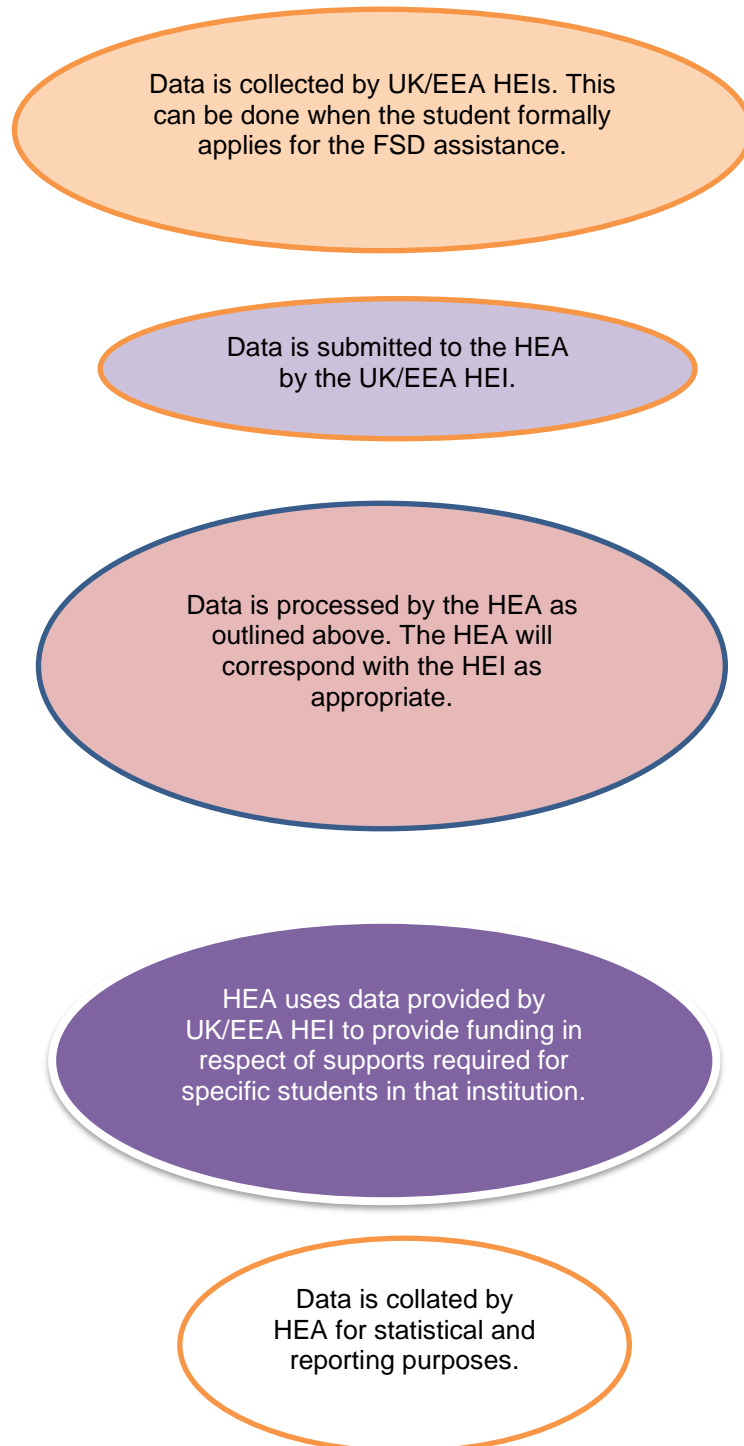 Data is collected by UK/EEA HEIs. This
can be done when the student formally
applies for the FSD assistance.
Data is submitted to the HEA
by the UK/EEA HEI.
Data is processed by the HEA as
outlined above. The HEA will
correspond with the HEI as
appropriate.
HEA uses data provided by
UK/EEA HEI to provide funding in
respect of supports required for
specific students in that institution.
Data is collated by
HEA for statistical and
reporting purposes.